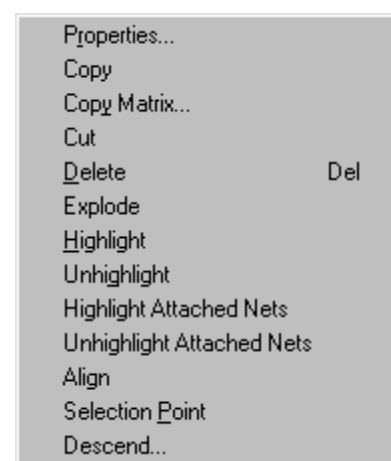 Properties...
Copy
Copy Matrix...
Cut
Delete Del
Explode
Highlight
Unhighlight
Highlight Attached Nets
Unhighlight Attached Nets
Align
Selection Point
Descend...